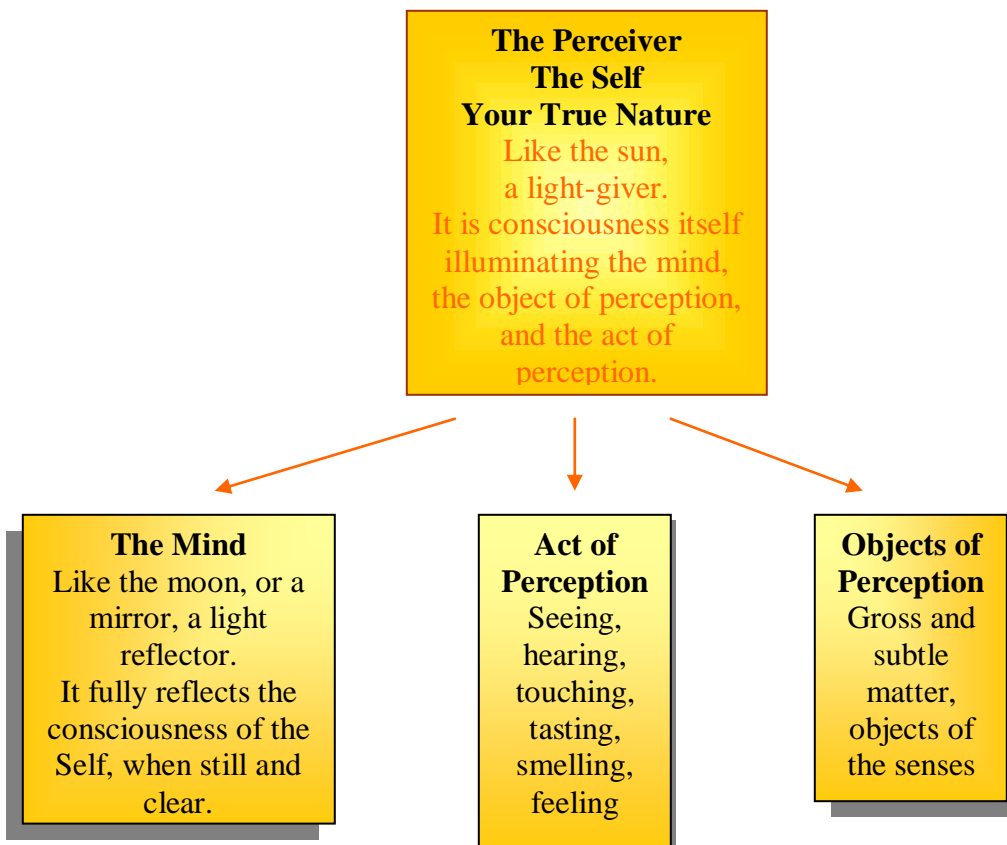 The Perceiver
The Self
Your True Nature
Like the sun,
a light-giver.
It is consciousness itself
illuminating the mind,
the object of perception,
and the act of
perception.
The Mind
Like the moon, or a
mirror, a light
reflector.
It fully reflects the
consciousness of the
Self, when still and
clear.
Act of
Perception
Seeing,
hearing,
touching,
tasting,
smelling,
feeling
Objects of
Perception
Gross and
subtle
matter,
objects of
the senses